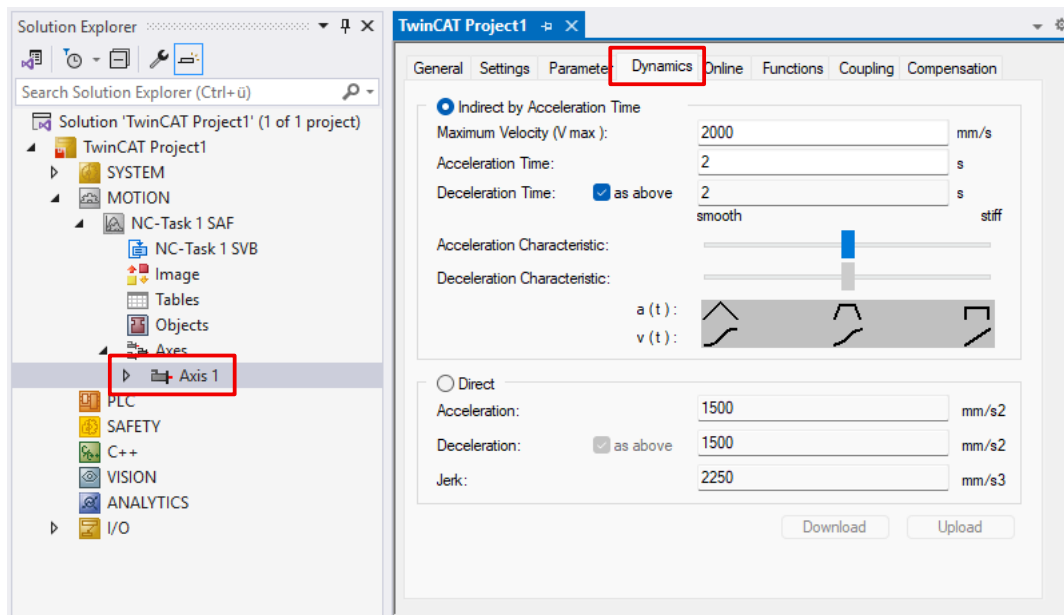 Solution Explorer
Search Solution Explorer (Ctrl+ü)
Solution 'TwinCAT Project1' (1 of 1 project)
TwinCAT Project1
SYSTEM
MOTION
NC-Task 1 SAF
NC-Task 1 SVB
Image
Tables
Objects
Axes
Axis 1
PLC
SAFETY
C++
VISION
ANALYTICS
I/O
TwinCAT Project1
General Settings Parameter Dynamics Online Functions Coupling Compensation
Indirect by Acceleration Time
Maximum Velocity (V max ): 2000 mm/s
Acceleration Time: 2 s
Deceleration Time: as above 2 s
smooth stiff
Acceleration Characteristic:
Deceleration Characteristic:
a ( t ) :
v ( t ) :
Direct
Acceleration: 1500 mm/s2
Deceleration: as above 1500 mm/s2
Jerk: 2250 mm/s3
Download Upload